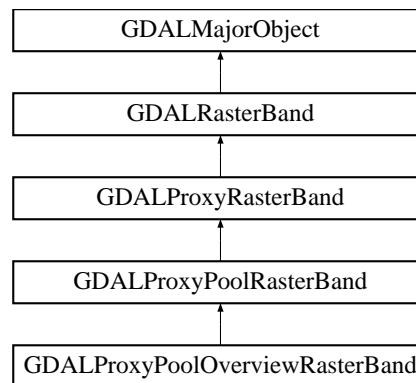 GDALMajorObject
GDALRasterBand
GDALProxyRasterBand
GDALProxyPoolRasterBand
GDALProxyPoolOverviewRasterBand